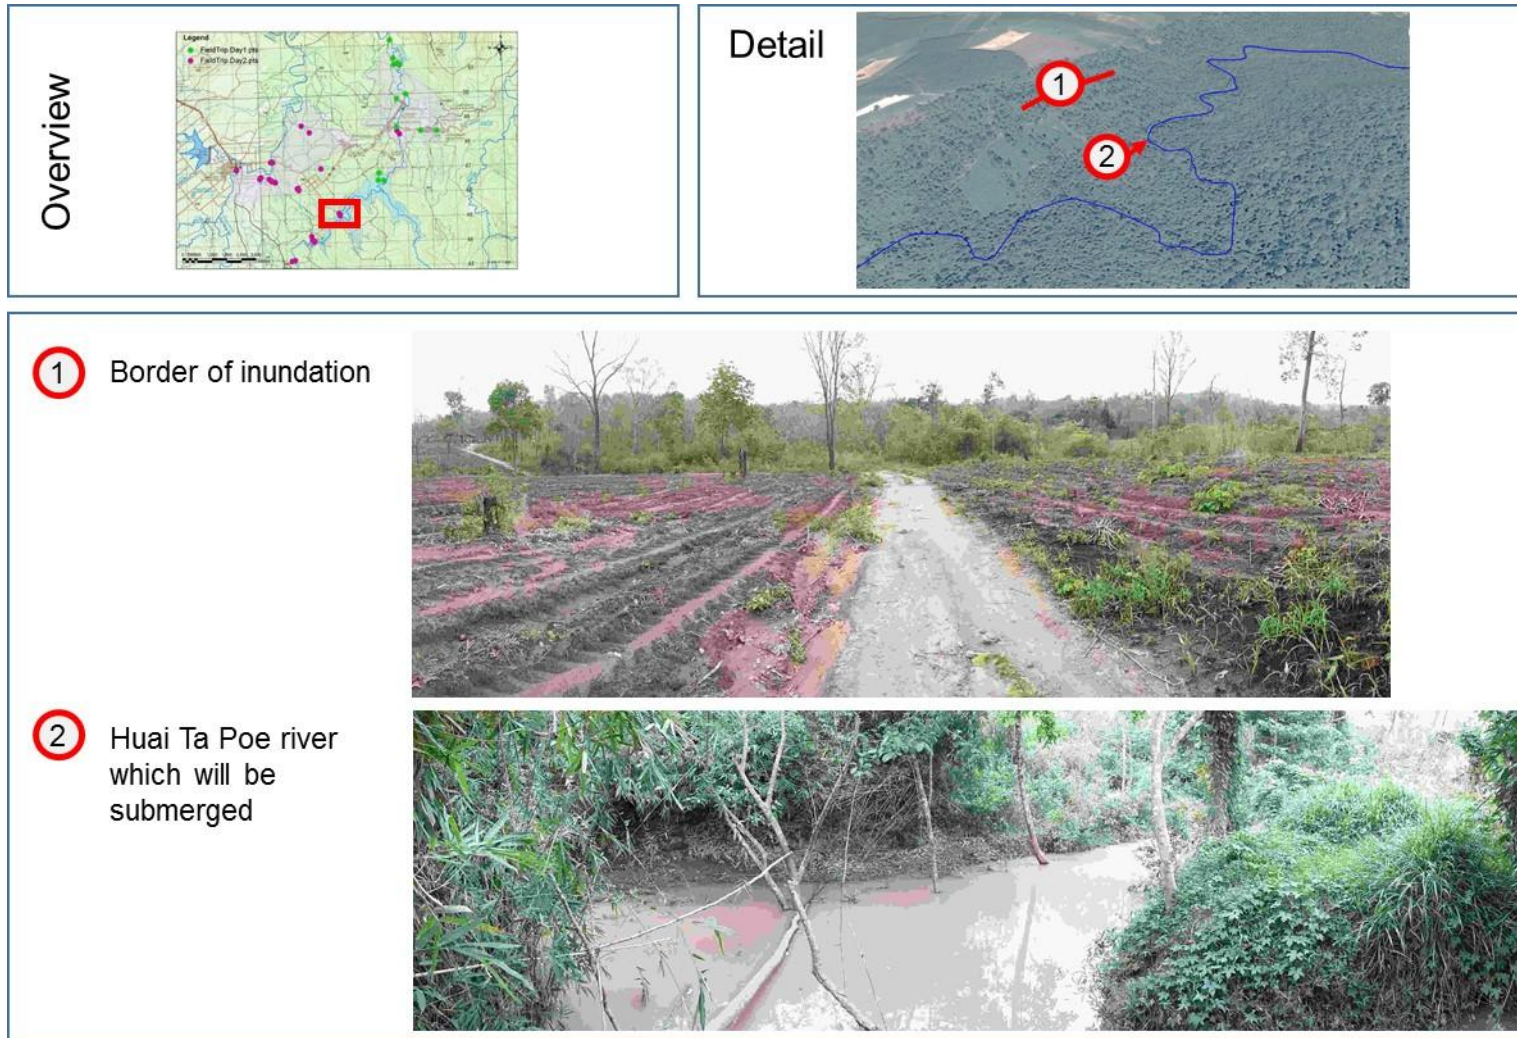 Overview
Legend
FieldTrip Day1.pts
FieldTrip Day2.pts
Detail
1
2
1
Border of inundation
2
Huai Ta Poe river
which will be
submerged